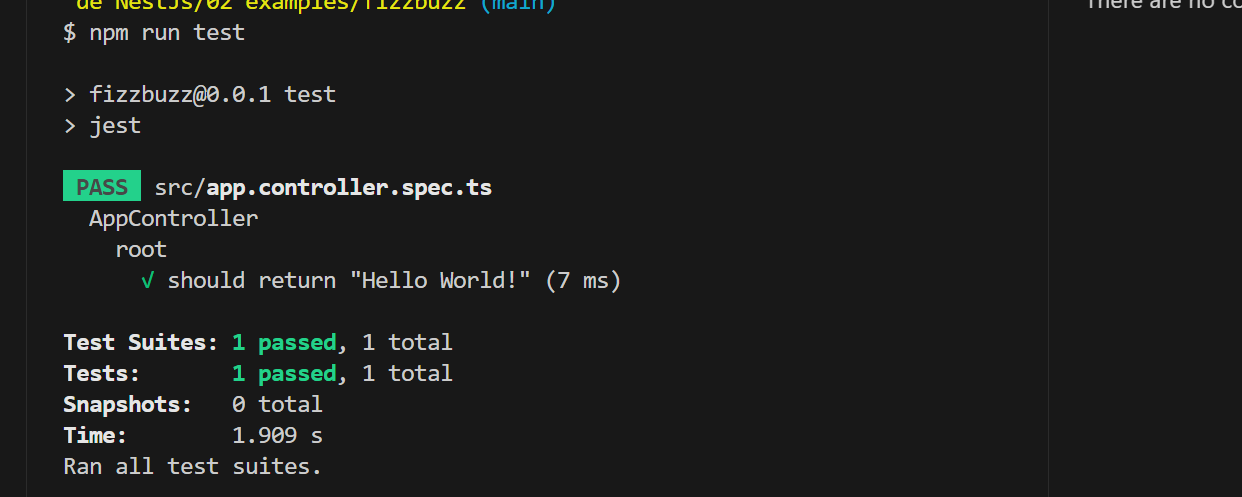 de NestJs/02 examples/fizzbuzz (main)
There are no co
$ npm run test
> fizzbuzz@0.0.1 test
> jest
PASS src/app.controller.spec.ts
AppController
root
√ should return "Hello World!" (7 ms)
Test Suites: 1 passed, 1 total
Tests: 1 passed, 1 total
Snapshots: 0 total
Time: 1.909 s
Ran all test suites.